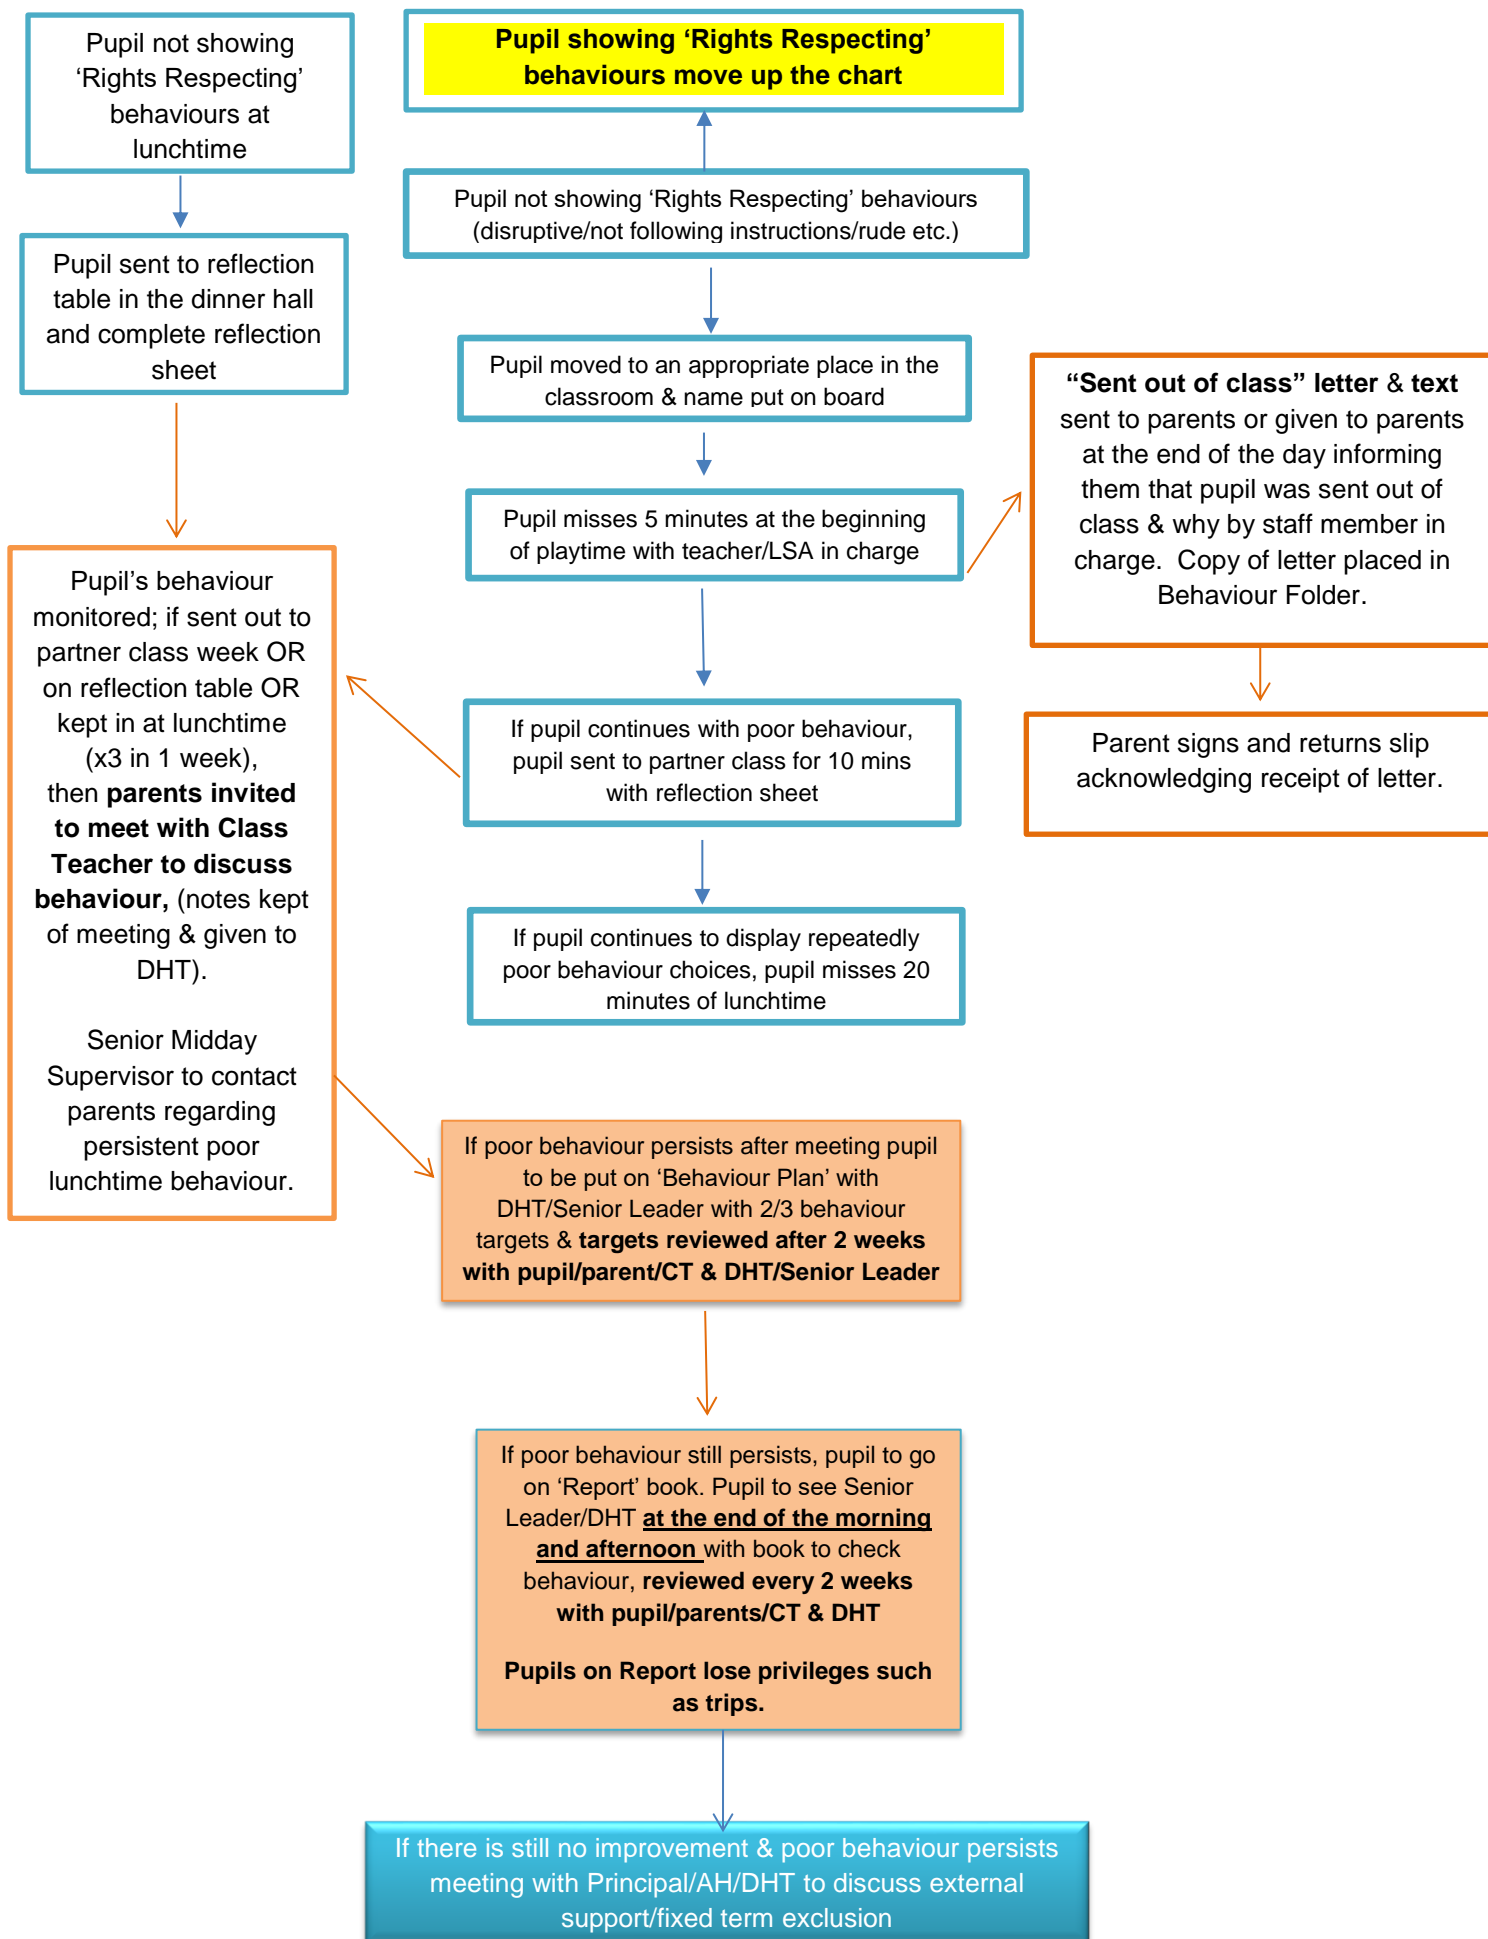 Pupil not showing
‘Rights Respecting’
behaviours at
lunchtime
Pupil showing ‘Rights Respecting’
behaviours move up the chart
Pupil not showing ‘Rights Respecting’ behaviours
(disruptive/not following instructions/rude etc.)
Pupil sent to reflection
table in the dinner hall
and complete reflection
sheet
Pupil moved to an appropriate place in the
classroom & name put on board
“Sent out of class” letter & text
sent to parents or given to parents
at the end of the day informing
them that pupil was sent out of
class & why by staff member in
charge.  Copy of letter placed in
Behaviour Folder.
Pupil misses 5 minutes at the beginning
of playtime with teacher/LSA in charge
Pupil’s behaviour
monitored; if sent out to
partner class week OR
on reflection table OR
kept in at lunchtime
(x3 in 1 week),
then parents invited
to meet with Class
Teacher to discuss
behaviour, (notes kept
of meeting & given to
DHT).
Senior Midday
Supervisor to contact
parents regarding
persistent poor
lunchtime behaviour.
If pupil continues with poor behaviour,
pupil sent to partner class for 10 mins
with reflection sheet
Parent signs and returns slip
acknowledging receipt of letter.
If pupil continues to display repeatedly
poor behaviour choices, pupil misses 20
minutes of lunchtime
If poor behaviour persists after meeting pupil
to be put on ‘Behaviour Plan’ with
DHT/Senior Leader with 2/3 behaviour
targets & targets reviewed after 2 weeks
with pupil/parent/CT & DHT/Senior Leader
If poor behaviour still persists, pupil to go
on ‘Report’ book. Pupil to see Senior
Leader/DHT at the end of the morning
and afternoon with book to check
behaviour, reviewed every 2 weeks
with pupil/parents/CT & DHT
Pupils on Report lose privileges such
as trips.
If there is still no improvement & poor behaviour persists
meeting with Principal/AH/DHT to discuss external
support/fixed term exclusion